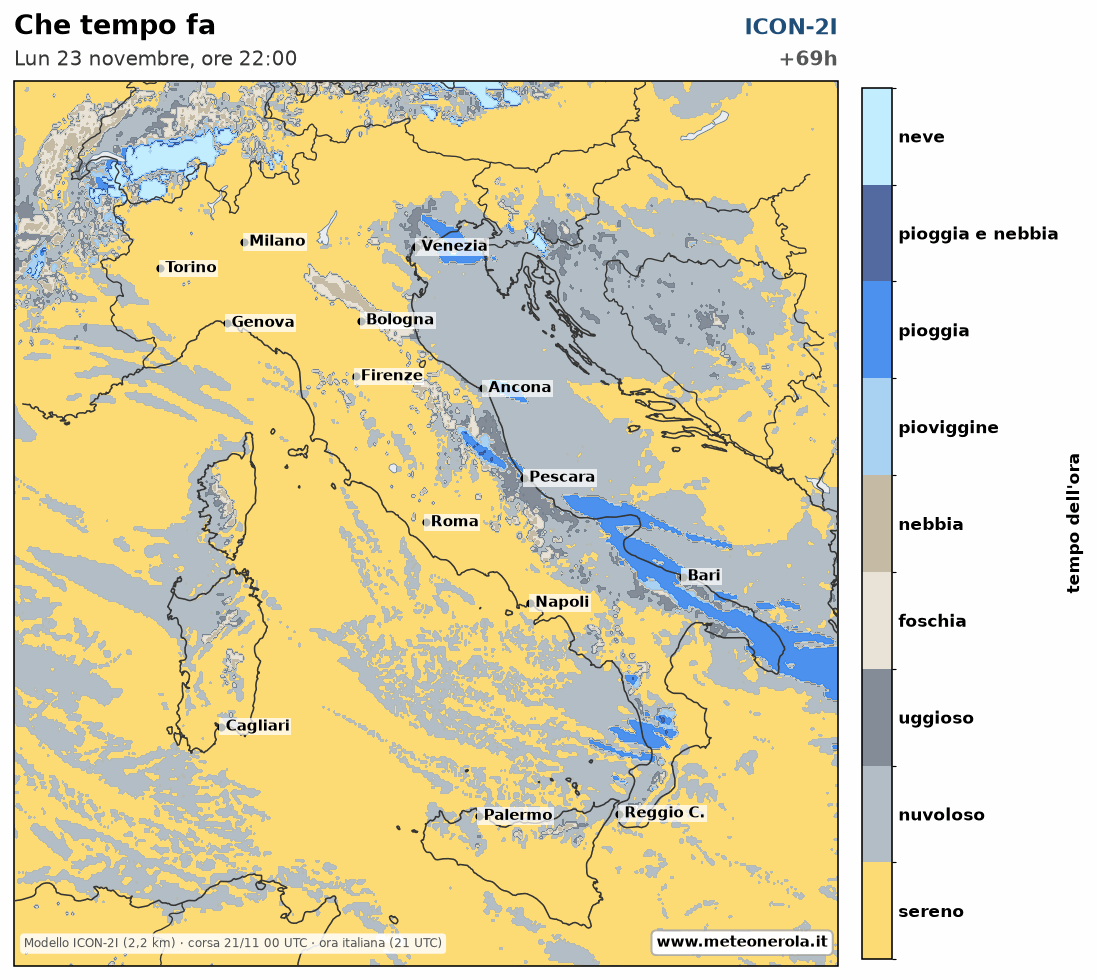 Che tempo fa
ICON-2I
Lun 23 novembre, ore 22:00
+69h
neve
pioggia e nebbia
pioggia
pioviggine
nebbia
foschia
uggioso
nuvoloso
sereno
tempo dell'ora
Milano
Venezia
Torino
Genova
Bologna
Firenze
Ancona
Pescara
Roma
Bari
Napoli
Cagliari
Palermo
Reggio C.
Modello ICON-2I (2,2 km) · corsa 21/11 00 UTC · ora italiana (21 UTC)
www.meteonerola.it